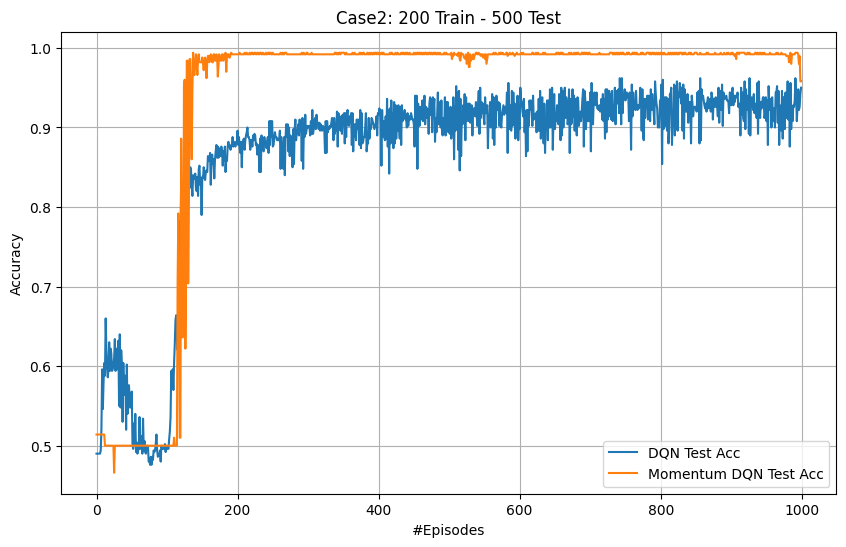 Case2: 200 Train - 500 Test
Accuracy
1.0
0.9
0.8
0.7
0.6
0.5
0
200
400
600
800
1000
#Episodes
DQN Test Acc
Momentum DQN Test Acc